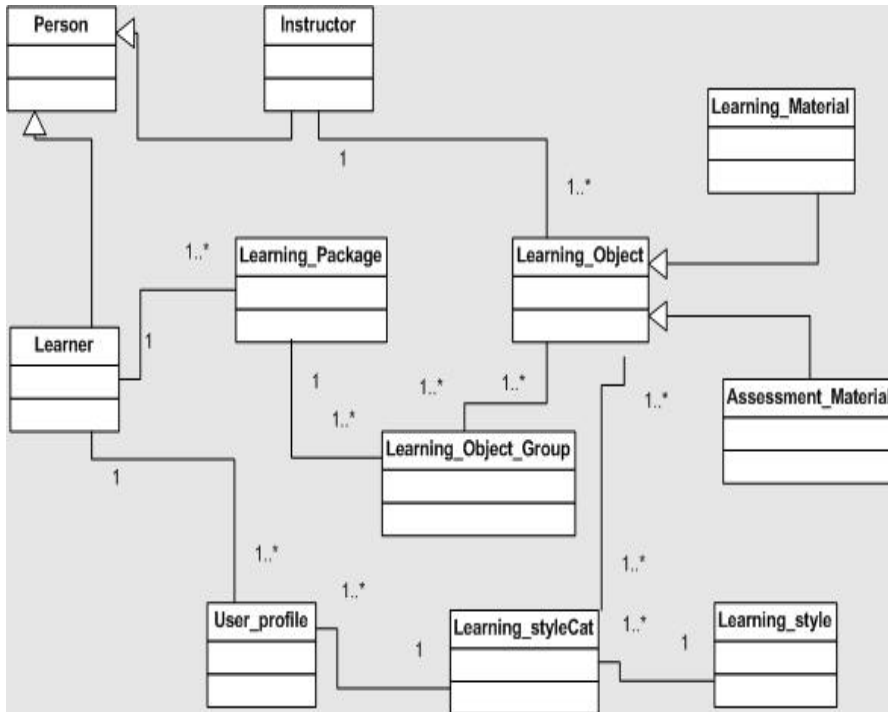 Person
Instructor
Learning_Material
1
1..*
1..*
Learning_Package
Learning_Object
Learner
1
1
1..*
1..*
1..*
1..*
Assessment_Material
Learning_Object_Group
1
1..*
1..*
1..*
User_profile
Learning_styleCat
1..*
Learning_style
1
1